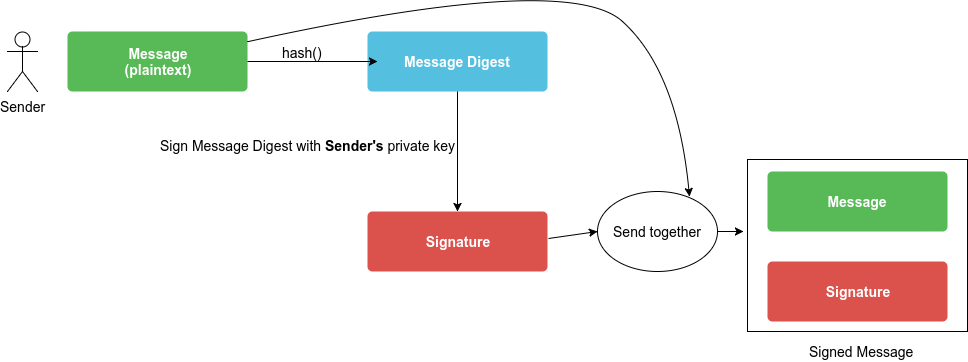 Message
(plaintext)
hash()
Message Digest
Sender
Sign Message Digest with Sender's private key
Signature
Send together
Message
Signature
Signed Message